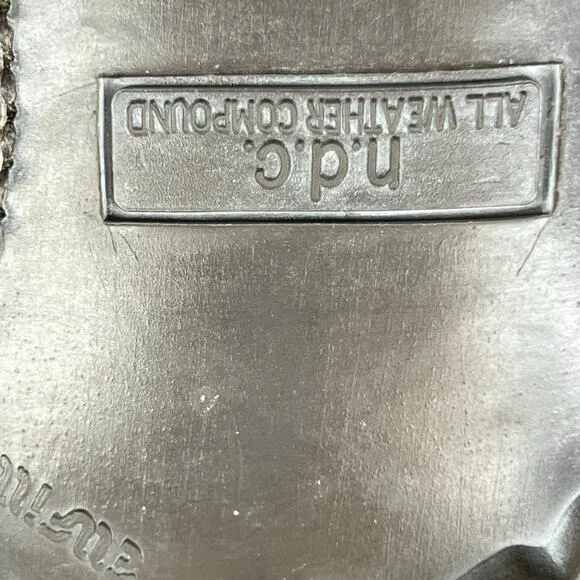 n.d.c.
ALL WEATHER COMPOUND